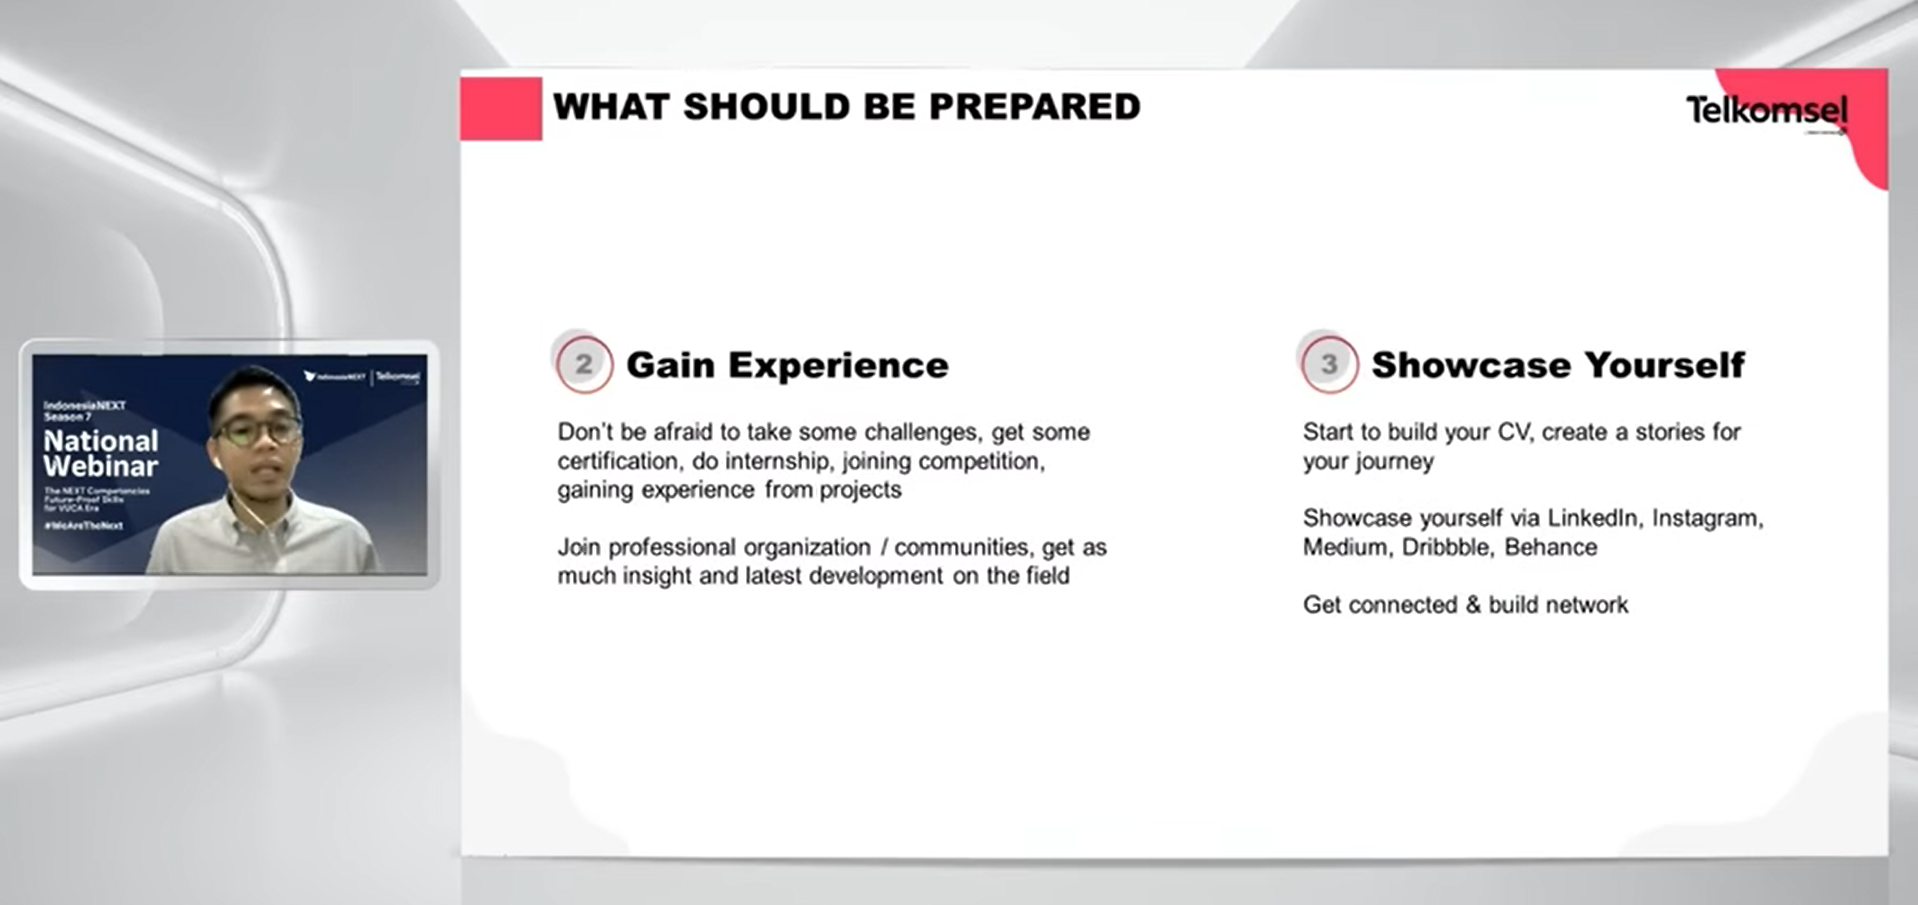 WHAT SHOULD BE PREPARED
Telkomsel
2
Gain Experience
Don't be afraid to take some challenges, get some
certification, do internship, joining competition,
gaining experience from projects
Join professional organization / communities, get as
much insight and latest development on the field
3
Showcase Yourself
Start to build your CV, create a stories for
your journey
Showcase yourself via LinkedIn, Instagram,
Medium, Dribbble, Behance
Get connected & build network
IndonesiaNEXT
Telkomsel
IndonesiaNEXT
Season 7
National
Webinar
The NEXT Competencies
Future-Proof Skills
for VUCA Era
#WeAreTheNext